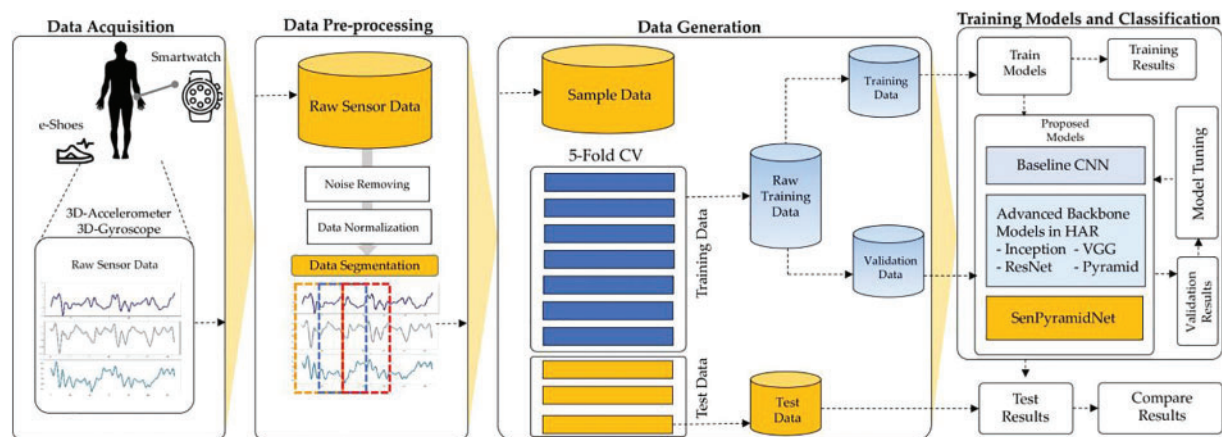 Data Acquisition
Smartwatch
e-Shoes
3D-Accelerometer
3D-Gyroscope
Raw Sensor Data
Data Pre-processing
Raw Sensor Data
Noise Removing
Data Normalization
Data Segmentation
Data Generation
Sample Data
5-Fold CV
Training Data
Test Data
Raw
Training
Data
Training
Data
Validation
Data
Test
Data
Training Models and Classification
Train
Models
Training
Results
Proposed
Models
Baseline CNN
Advanced Backbone
Models in HAR
- Inception - VGG
- ResNet - Pyramid
SenPyramidNet
Model Tuning
Validation
Results
Test
Results
Compare
Results